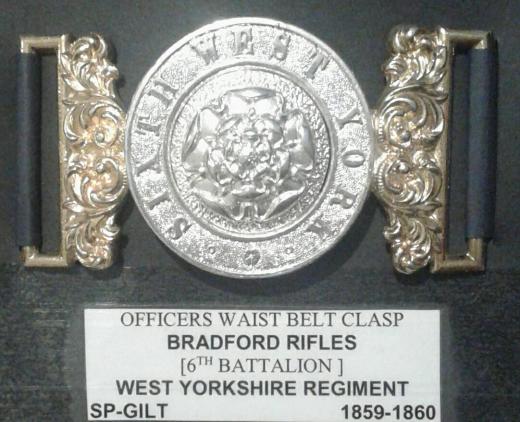 SIXTH WEST YORK
OFFICERS WAIST BELT CLASP
BRADFORD RIFLES
[6TH BATTALION ]
WEST YORKSHIRE REGIMENT
SP-GILT 1859-1860